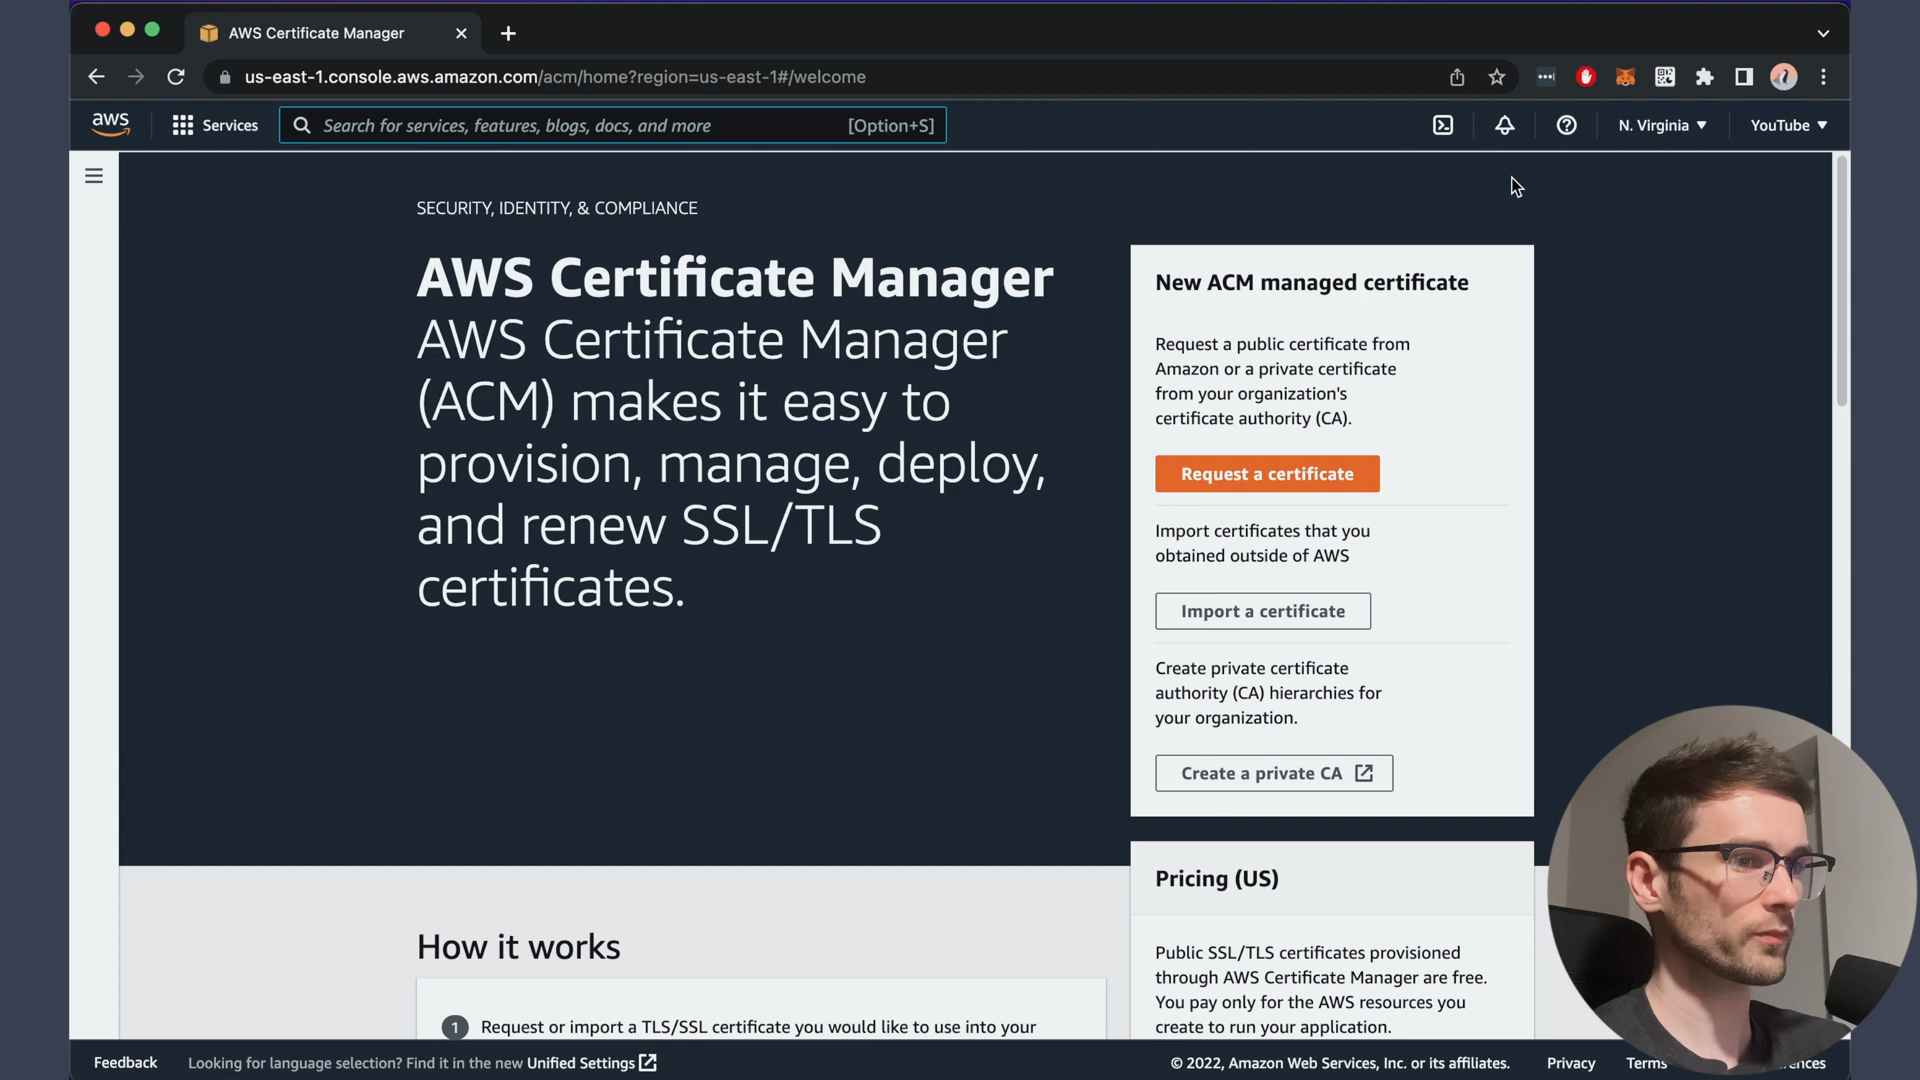 AWS Certificate Manager
us-east-1.console.aws.amazon.com/acm/home?region=us-east-1#/welcome
aws
Services
Search for services, features, blogs, docs, and more
[Option+S]
N. Virginia
YouTube
SECURITY, IDENTITY, & COMPLIANCE
AWS Certificate Manager
AWS Certificate Manager
(ACM) makes it easy to
provision, manage, deploy,
and renew SSL/TLS
certificates.
New ACM managed certificate
Request a public certificate from
Amazon or a private certificate
from your organization's
certificate authority (CA).
Request a certificate
Import certificates that you
obtained outside of AWS
Import a certificate
Create private certificate
authority (CA) hierarchies for
your organization.
Create a private CA
Pricing (US)
Public SSL/TLS certificates provisioned
through AWS Certificate Manager are free.
You pay only for the AWS resources you
create to run your application.
How it works
1 Request or import a TLS/SSL certificate you would like to use into your
Feedback
Looking for language selection? Find it in the new Unified Settings
© 2022, Amazon Web Services, Inc. or its affiliates.
Privacy
Terms